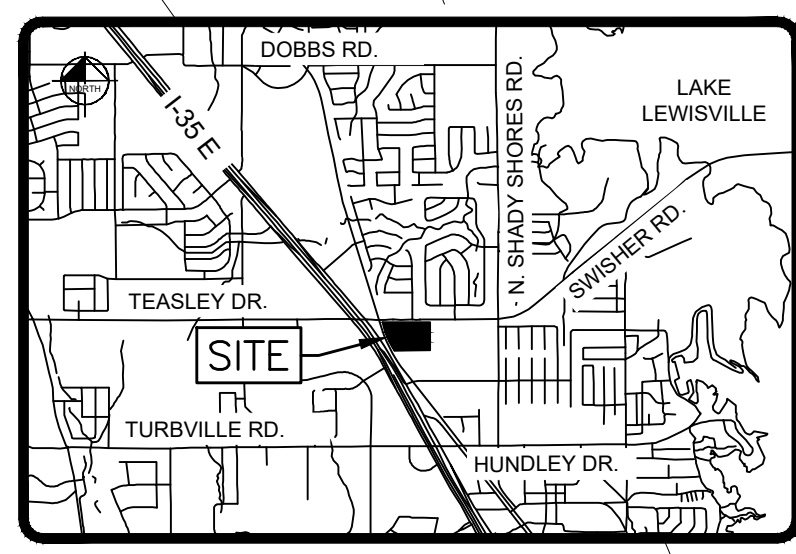 DOBBS RD.
NORTH
I-35 E
N. SHADY SHORES RD.
LAKE
LEWISVILLE
SWISHER RD.
TEASLEY DR.
SITE
TURBVILLE RD.
HUNDLEY DR.